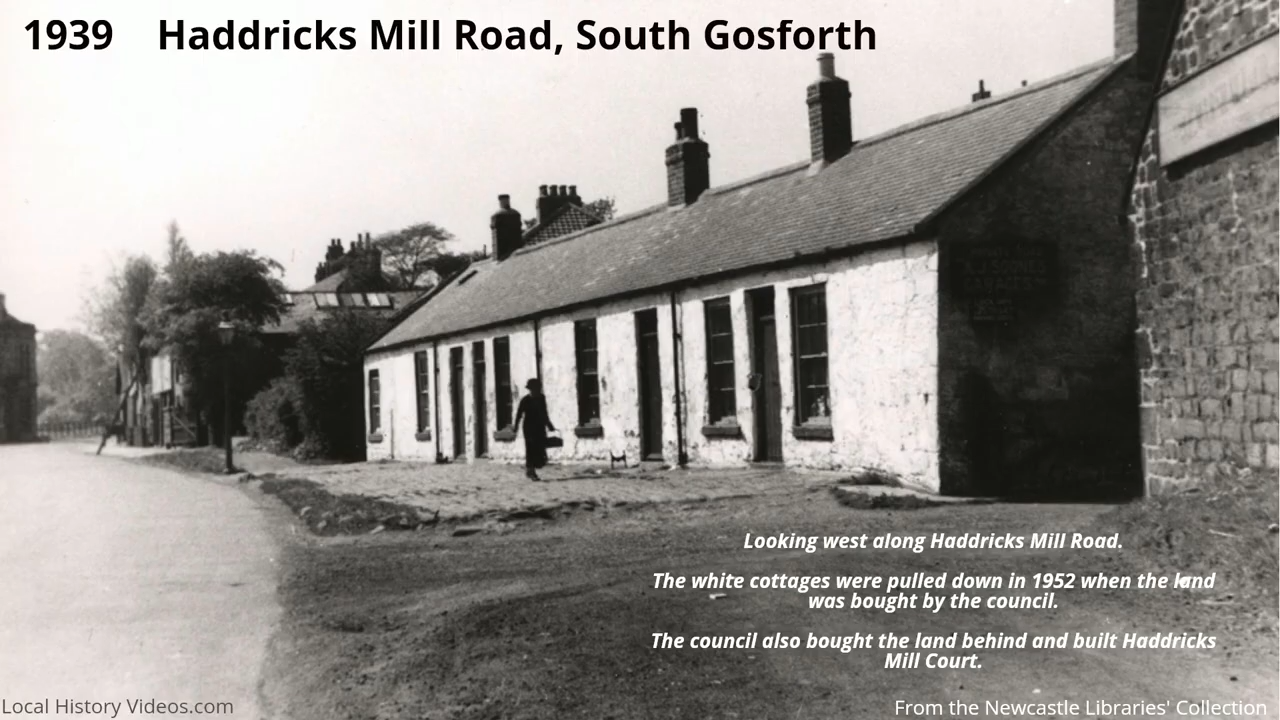 1939 Haddricks Mill Road, South Gosforth
Looking west along Haddricks Mill Road.
The white cottages were pulled down in 1952 when the land
was bought by the council.
The council also bought the land behind and built Haddricks
Mill Court.
Local History Videos.com
From the Newcastle Libraries' Collection